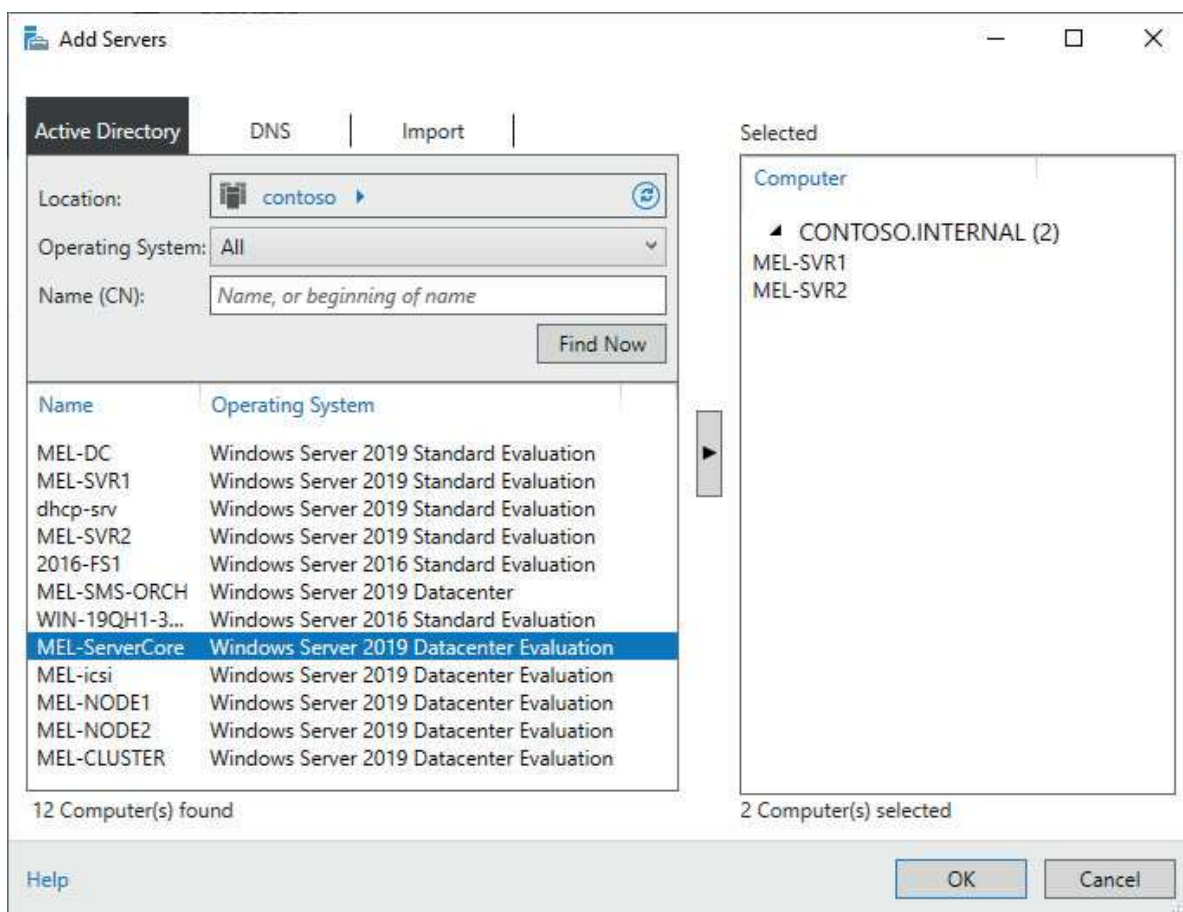 Add Servers
Active Directory DNS Import
Location: contoso
Operating System: All
Name (CN): Name, or beginning of name
Find Now
Name Operating System
MEL-DC Windows Server 2019 Standard Evaluation
MEL-SVR1 Windows Server 2019 Standard Evaluation
dhcp-srv Windows Server 2019 Standard Evaluation
MEL-SVR2 Windows Server 2019 Standard Evaluation
2016-FS1 Windows Server 2016 Standard Evaluation
MEL-SMS-ORCH Windows Server 2019 Datacenter
WIN-19QH1-3... Windows Server 2016 Standard Evaluation
MEL-ServerCore Windows Server 2019 Datacenter Evaluation
MEL-icsi Windows Server 2019 Datacenter Evaluation
MEL-NODE1 Windows Server 2019 Datacenter Evaluation
MEL-NODE2 Windows Server 2019 Datacenter Evaluation
MEL-CLUSTER Windows Server 2019 Datacenter Evaluation
12 Computer(s) found
Selected
Computer
CONTOSO.INTERNAL (2)
MEL-SVR1
MEL-SVR2
2 Computer(s) selected
Help
OK Cancel